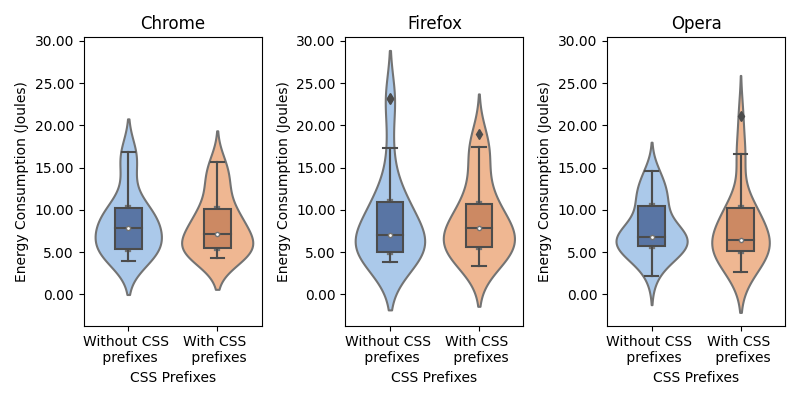 Chrome
Energy Consumption (Joules)
30.00
25.00
20.00
15.00
10.00
5.00
0.00
Without CSS
prefixes
With CSS
prefixes
CSS Prefixes
Firefox
Energy Consumption (Joules)
30.00
25.00
20.00
15.00
10.00
5.00
0.00
Without CSS
prefixes
With CSS
prefixes
CSS Prefixes
Opera
Energy Consumption (Joules)
30.00
25.00
20.00
15.00
10.00
5.00
0.00
Without CSS
prefixes
With CSS
prefixes
CSS Prefixes